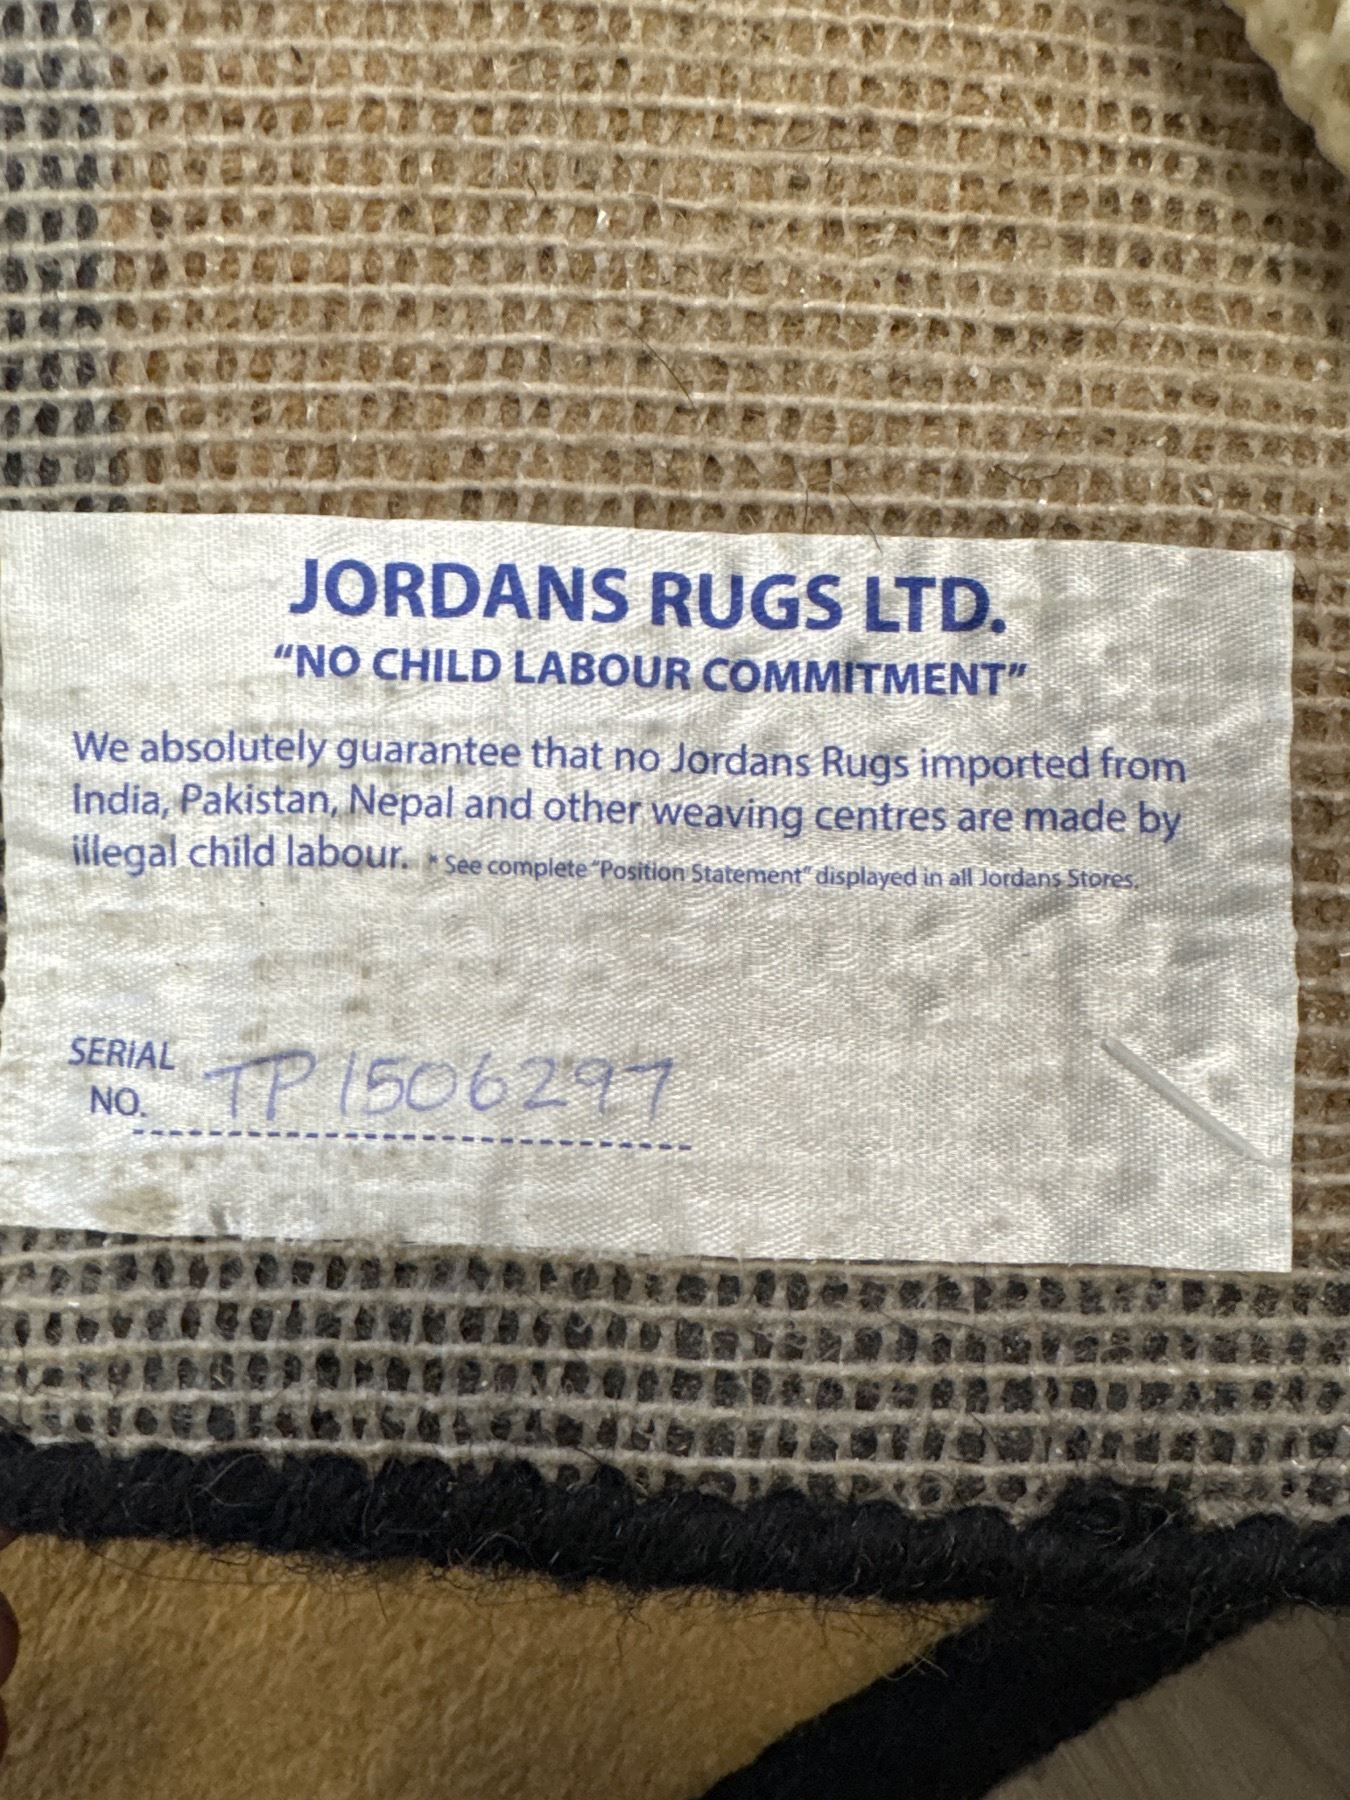 JORDANS RUGS LTD.
“NO CHILD LABOUR COMMITMENT”
We absolutely guarantee that no Jordans Rugs imported from
India, Pakistan, Nepal and other weaving centres are made by
illegal child labour. * See complete “Position Statement” displayed in all Jordans Stores.
SERIAL
NO. TP1506297